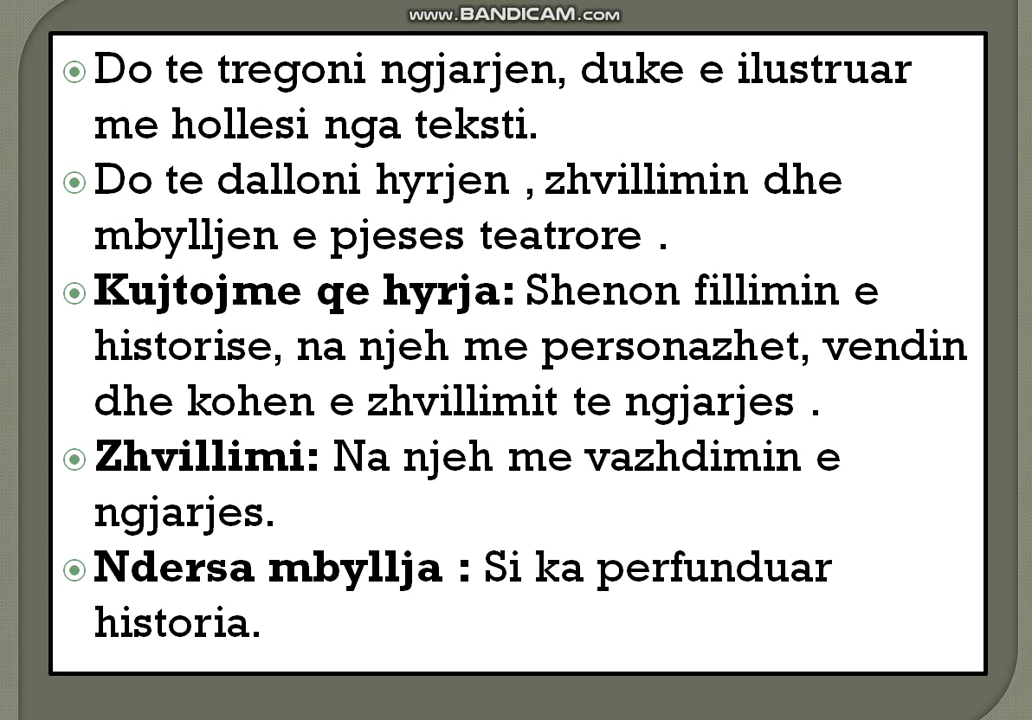 www.BANDICAM.com
Do te tregoni ngjarjen, duke e ilustruar
me hollesi nga teksti.
Do te dalloni hyrjen , zhvillimin dhe
mbylljen e pjeses teatrore .
Kujtojme qe hyrja: Shenon fillimin e
historise, na njeh me personazhet, vendin
dhe kohen e zhvillimit te ngjarjes .
Zhvillimi: Na njeh me vazhdimin e
ngjarjes.
Ndersa mbyllja : Si ka perfunduar
historia.